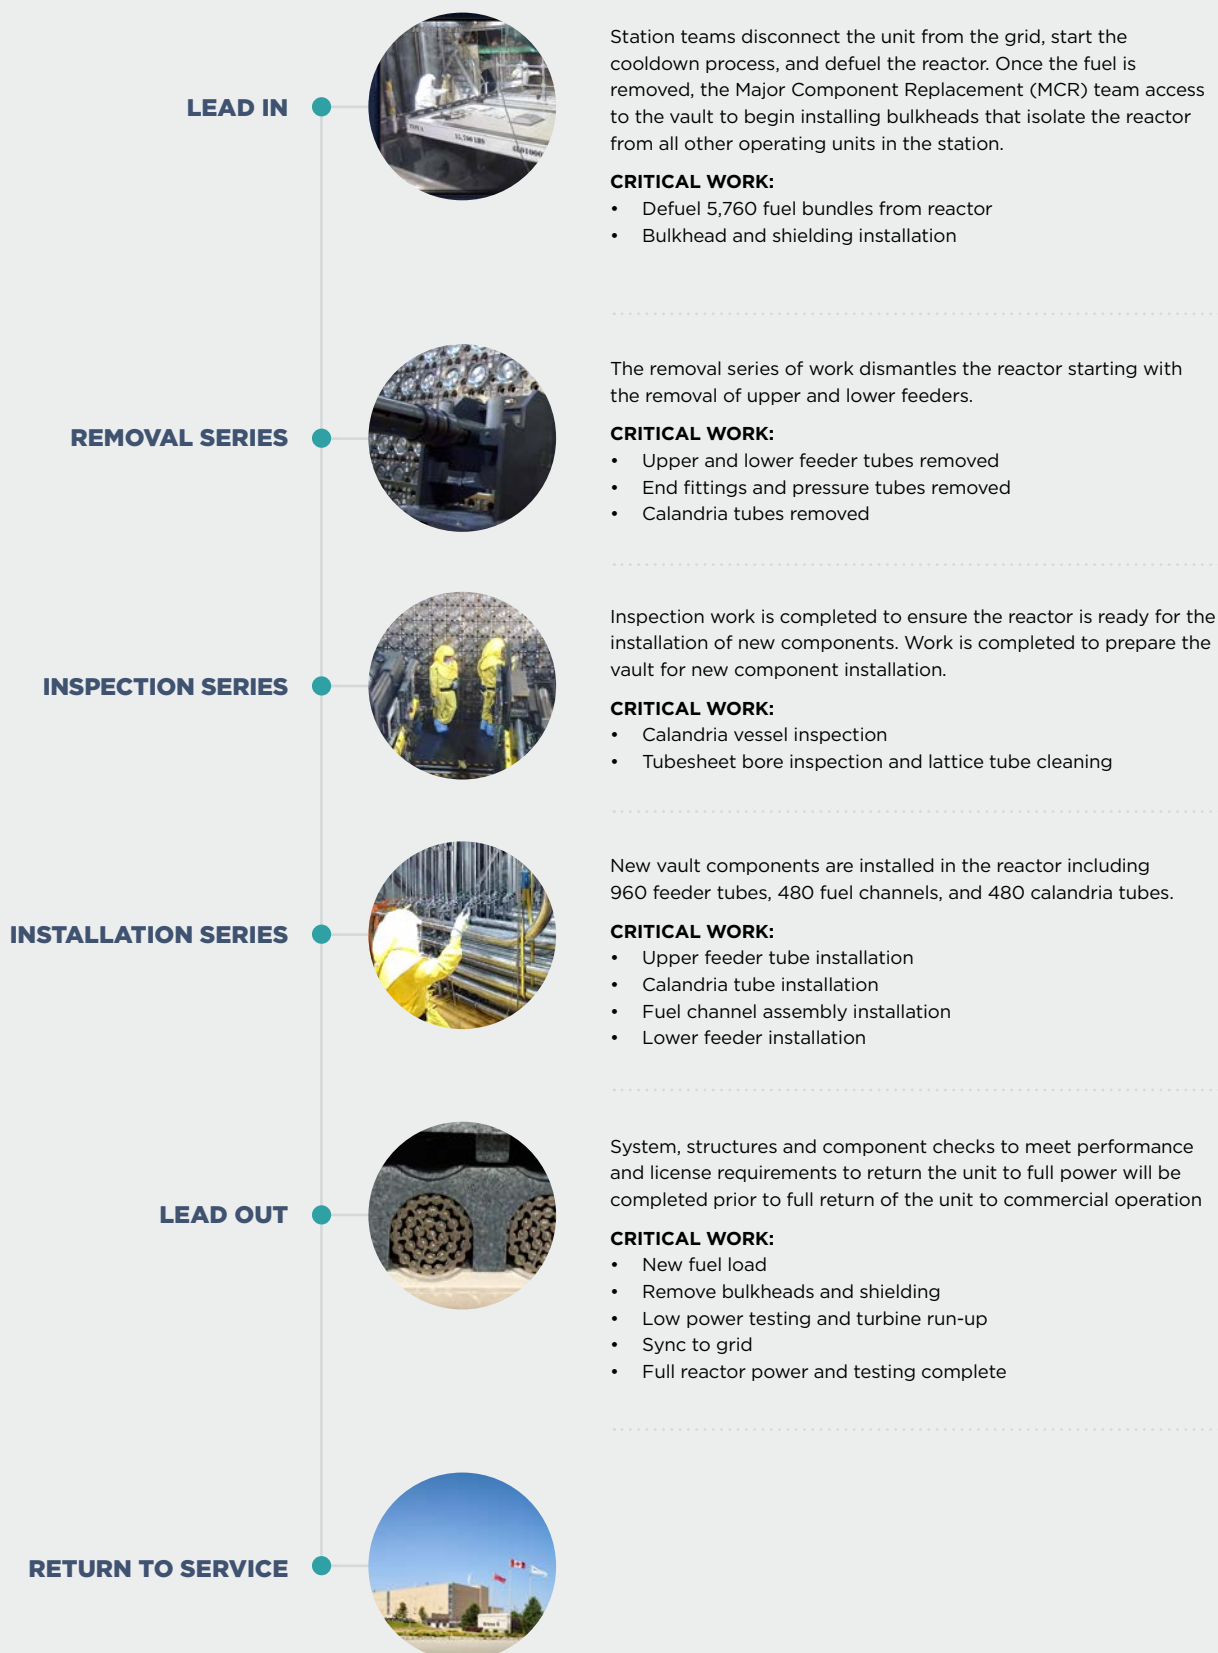 LEAD IN
Station teams disconnect the unit from the grid, start the
cooldown process, and defuel the reactor. Once the fuel is
removed, the Major Component Replacement (MCR) team access
to the vault to begin installing bulkheads that isolate the reactor
from all other operating units in the station.
CRITICAL WORK:
• Defuel 5,760 fuel bundles from reactor
• Bulkhead and shielding installation
REMOVAL SERIES
The removal series of work dismantles the reactor starting with
the removal of upper and lower feeders.
CRITICAL WORK:
• Upper and lower feeder tubes removed
• End fittings and pressure tubes removed
• Calandria tubes removed
INSPECTION SERIES
Inspection work is completed to ensure the reactor is ready for the
installation of new components. Work is completed to prepare the
vault for new component installation.
CRITICAL WORK:
• Calandria vessel inspection
• Tubesheet bore inspection and lattice tube cleaning
INSTALLATION SERIES
New vault components are installed in the reactor including
960 feeder tubes, 480 fuel channels, and 480 calandria tubes.
CRITICAL WORK:
• Upper feeder tube installation
• Calandria tube installation
• Fuel channel assembly installation
• Lower feeder installation
LEAD OUT
System, structures and component checks to meet performance
and license requirements to return the unit to full power will be
completed prior to full return of the unit to commercial operation
CRITICAL WORK:
• New fuel load
• Remove bulkheads and shielding
• Low power testing and turbine run-up
• Sync to grid
• Full reactor power and testing complete
RETURN TO SERVICE